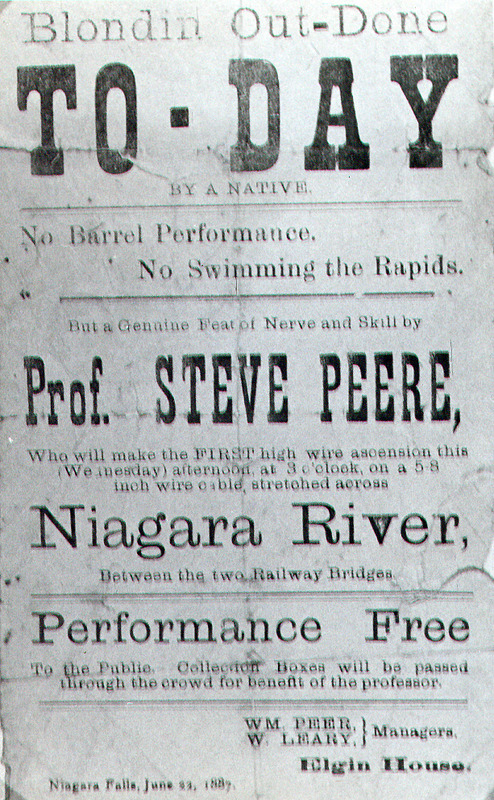 Blondin Out-Done
TO-DAY
BY A NATIVE.
No Barrel Performance.
No Swimming the Rapids.
But a Genuine Feat of Nerve and Skill by
Prof. STEVE PEERE,
Who will make the FIRST high wire ascension this
(Wednesday) afternoon, at 3 o'clock, on a 5-8
inch wire cable, stretched across
Niagara River,
Between the two Railway Bridges
Performance Free
To the Public. Collection Boxes will be passed
through the crowd for benefit of the professor.
WM. PEER, } Managers.
W. LEARY, }
Elgin House.
Niagara Falls, June 22, 1887.